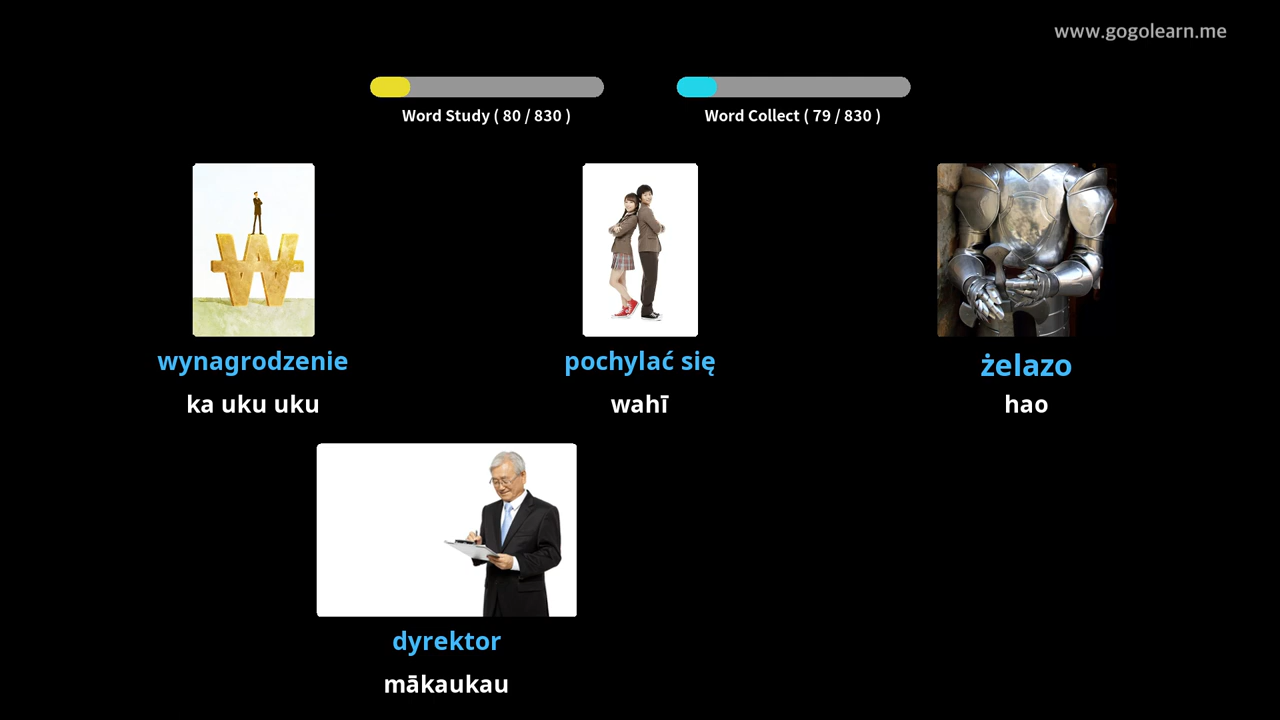 www.gogolearn.me
Word Study ( 80 / 830 )
Word Collect ( 79 / 830 )
wynagrodzenie
ka uku uku
pochylać się
wahī
żelazo
hao
dyrektor
mākaukau